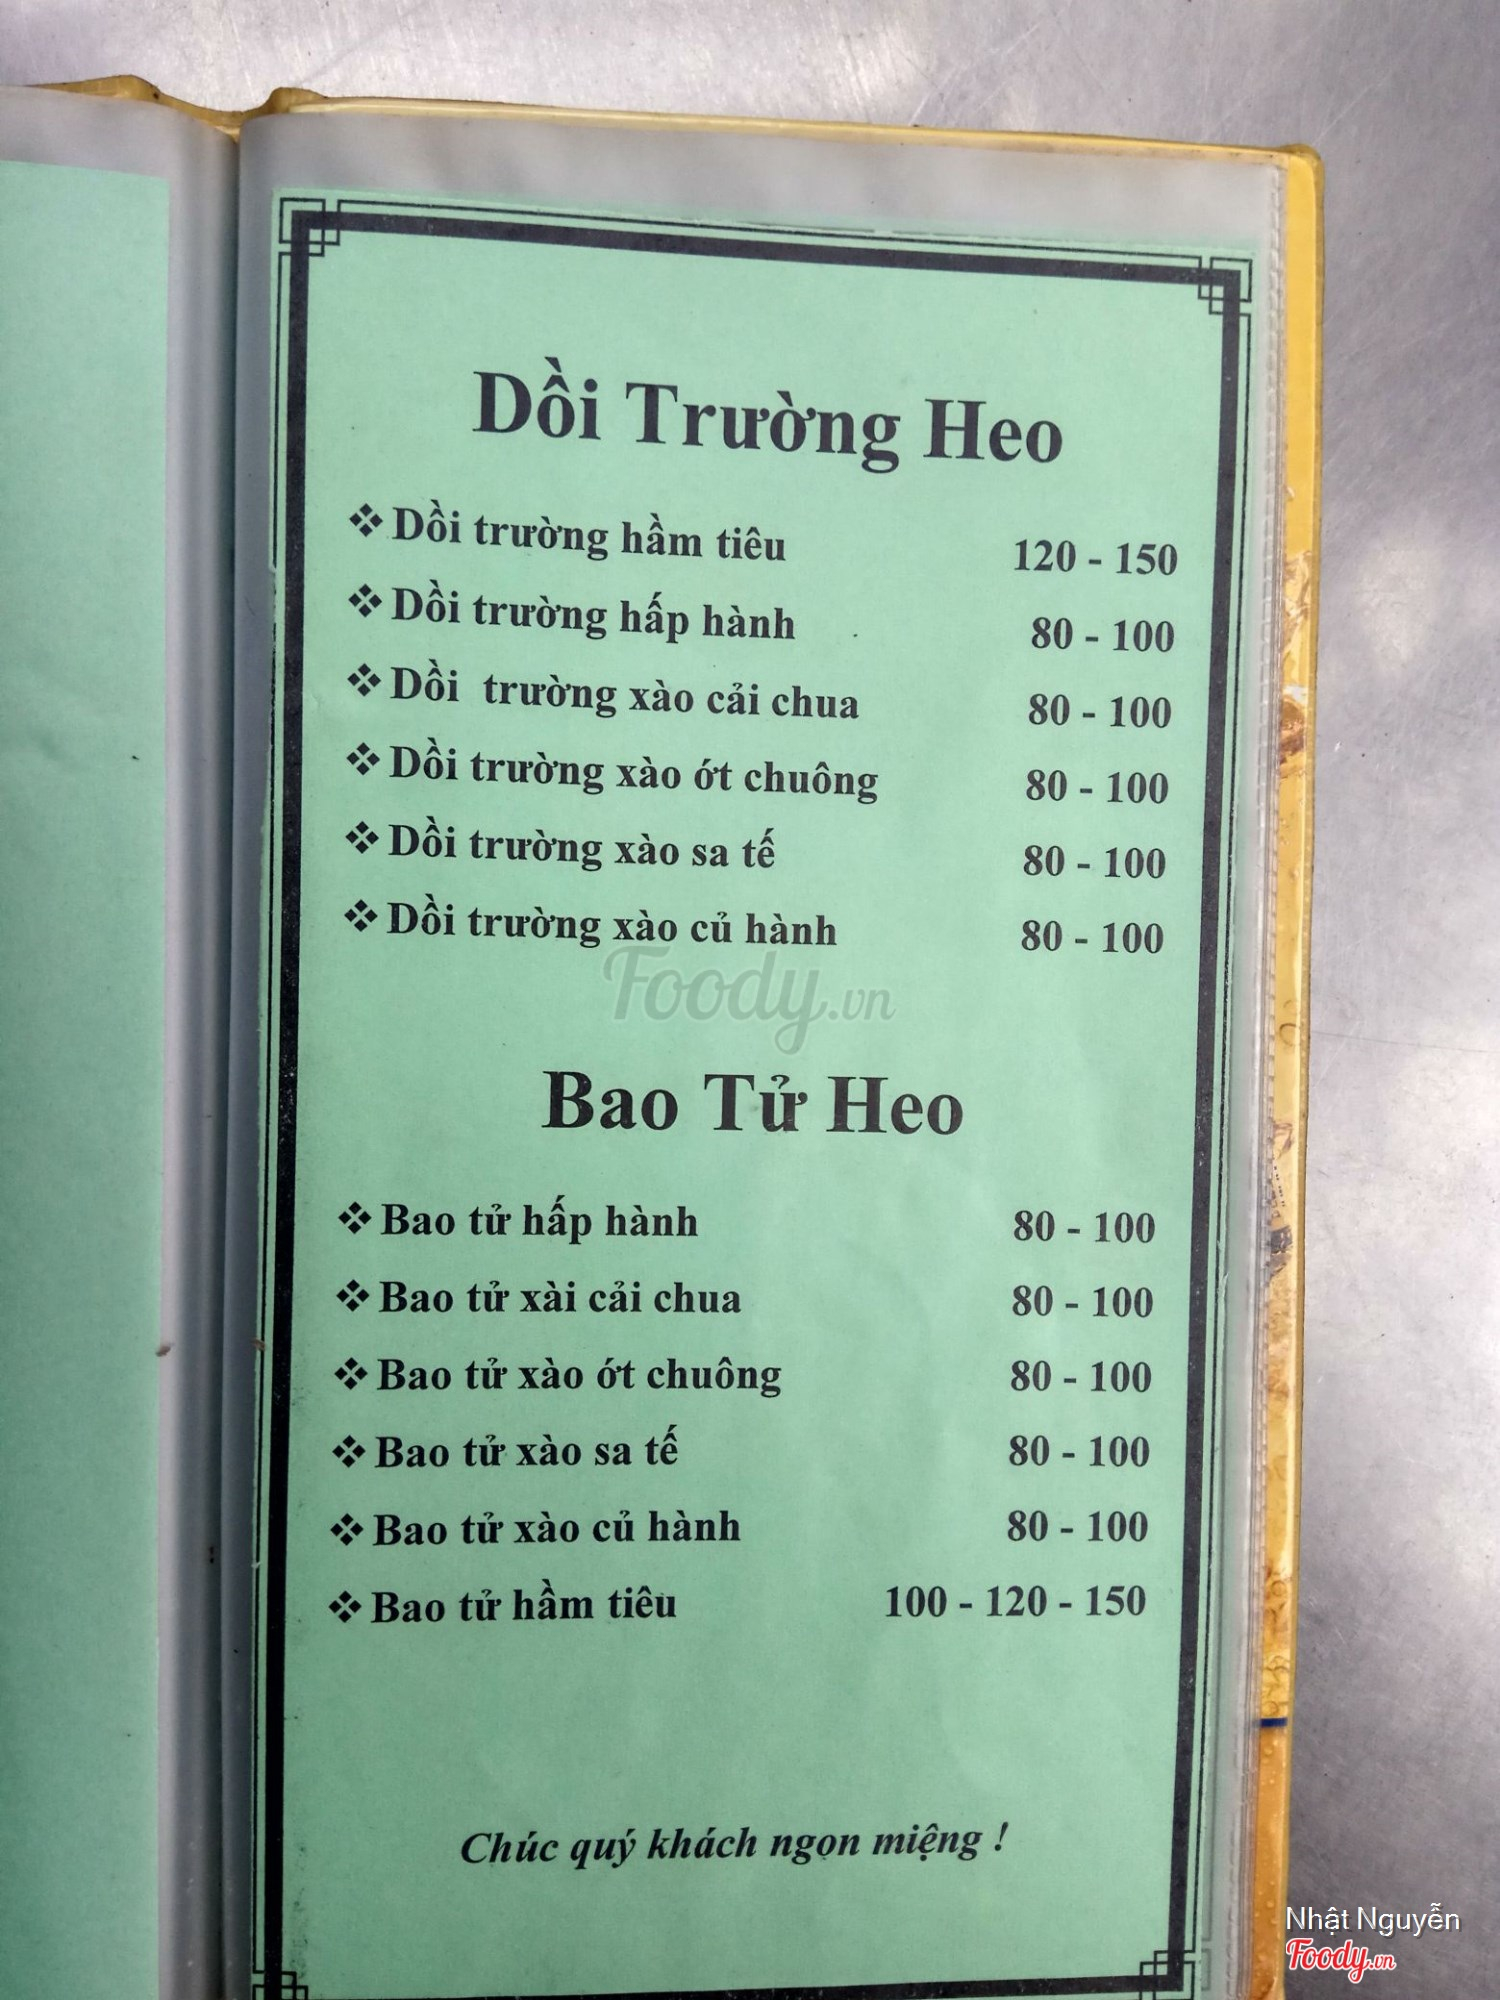 Dồi Trường Heo
❖ Dồi trường hầm tiêu 120 - 150
❖ Dồi trường hấp hành 80 - 100
❖ Dồi trường xào cải chua 80 - 100
❖ Dồi trường xào ớt chuông 80 - 100
❖ Dồi trường xào sa tế 80 - 100
❖ Dồi trường xào củ hành 80 - 100
Foody.vn
Bao Tử Heo
❖ Bao tử hấp hành 80 - 100
❖ Bao tử xài cải chua 80 - 100
❖ Bao tử xào ớt chuông 80 - 100
❖ Bao tử xào sa tế 80 - 100
❖ Bao tử xào củ hành 80 - 100
❖ Bao tử hầm tiêu 100 - 120 - 150
Chúc quý khách ngon miệng !
Nhật Nguyễn
Foody.vn